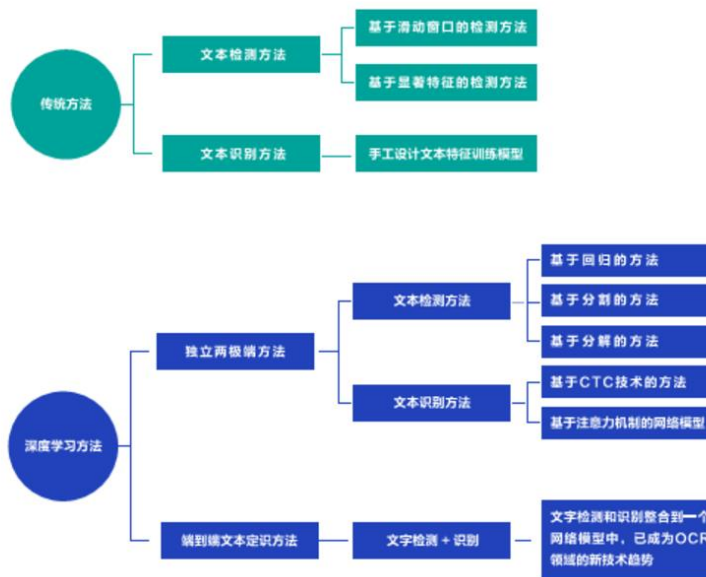 基于滑动窗口的检测方法
文本检测方法
基于显著特征的检测方法
传统方法
文本识别方法
手工设计文本特征训练模型
基于回归的方法
文本检测方法
基于分割的方法
独立两极端方法
基于分解的方法
基于CTC技术的方法
文本识别方法
基于注意力机制的网络模型
深度学习方法
端到端文本定识方法
文字检测+识别
文字检测和识别整合到一个
网络模型中，已成为OCR
领域的新技术趋势